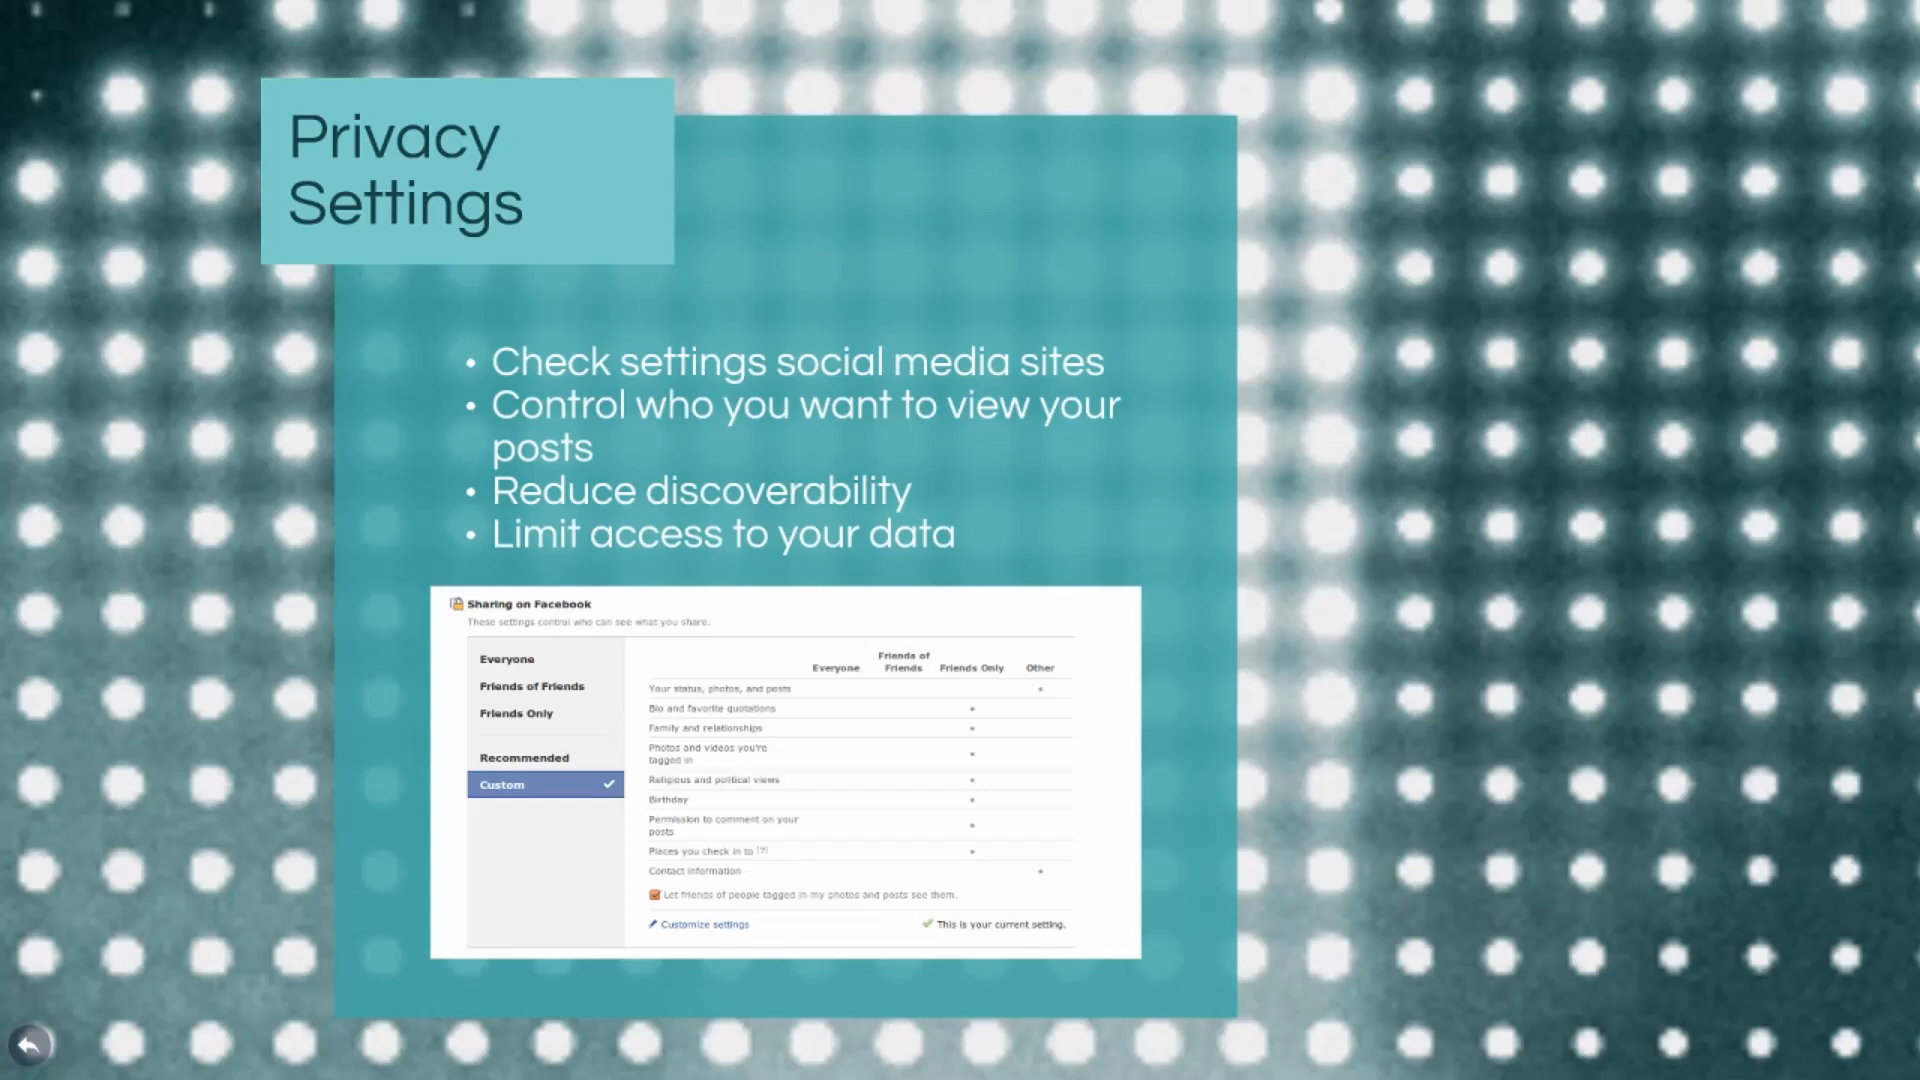 Privacy
Settings
• Check settings social media sites
• Control who you want to view your
posts
• Reduce discoverability
• Limit access to your data
Sharing on Facebook
These settings control who can see what you share.
Everyone
Friends of Friends
Friends Only
Recommended
Custom
Everyone Friends of Friends Friends Only Other
Your status, photos, and posts
Bio and favorite quotations
Family and relationships
Photos and videos you're
tagged in
Religious and political views
Birthday
Permission to comment on your
posts
Places you check in to [?]
Contact information
Let friends of people tagged in my photos and posts see them.
Customize settings
This is your current setting.